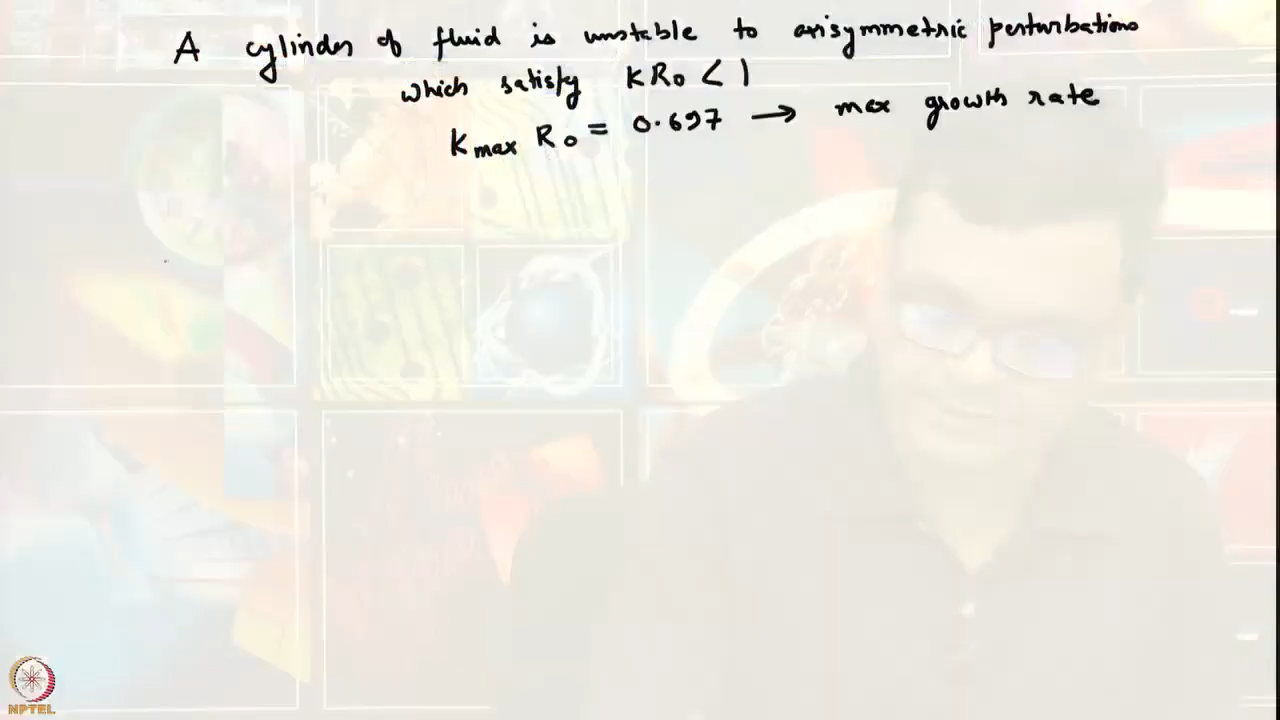 A cylinder of fluid is unstable to axisymmetric perturbations
which satisfy KR₀ < 1
K_max R₀ = 0.697 → max growth rate
NPTEL